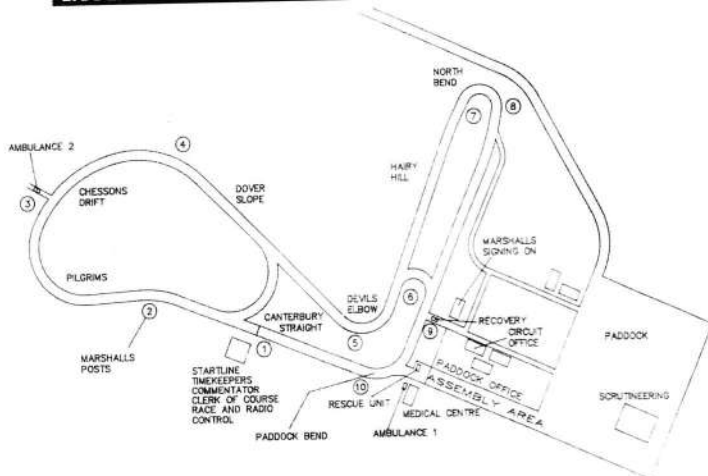 NORTH
BEND
8
7
4
AMBULANCE 2
3
CHESSONS
DRIFT
DOVER
SLOPE
HAIRY
HILL
MARSHALLS
SIGNING ON
PILGRIMS
2
DEVILS
ELBOW
6
CANTERBURY
STRAIGHT
5
1
9
RECOVERY
CIRCUIT
OFFICE
PADDOCK
MARSHALLS
POSTS
STARTLINE
TIMEKEEPERS
COMMENTATOR
CLERK OF COURSE
RACE AND RADIO
CONTROL
10
PADDOCK OFFICE
ASSEMBLY AREA
RESCUE UNIT
MEDICAL CENTRE
SCRUTINEERING
PADDOCK BEND
AMBULANCE 1